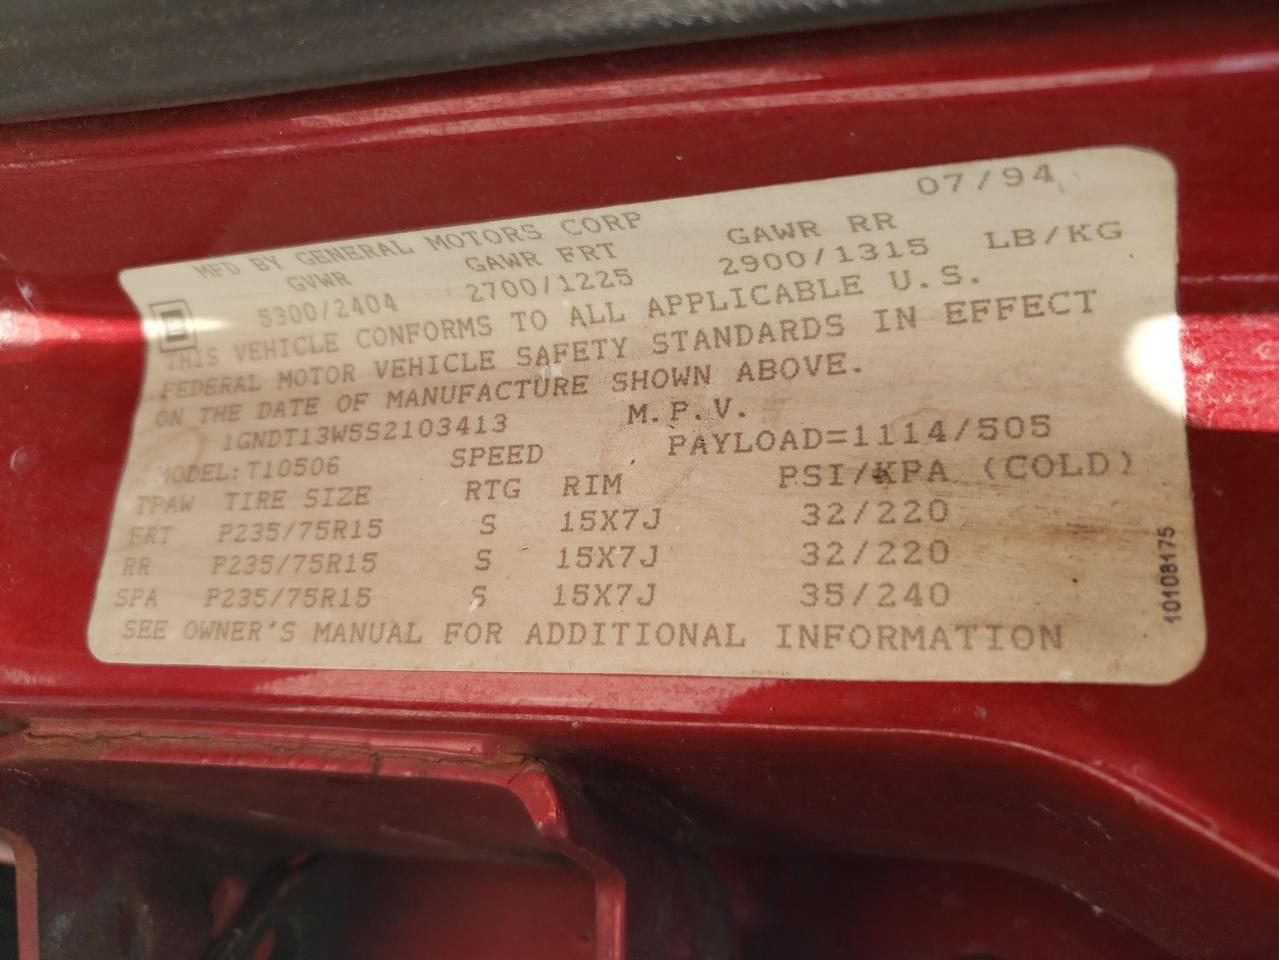 07/94
MFD BY GENERAL MOTORS CORP
GVWR GAWR FRT GAWR RR
5300/2404 2700/1225 2900/1315 LB/KG
THIS VEHICLE CONFORMS TO ALL APPLICABLE U.S.
FEDERAL MOTOR VEHICLE SAFETY STANDARDS IN EFFECT
ON THE DATE OF MANUFACTURE SHOWN ABOVE.
1GNDT13W5S2103413 M.P.V.
MODEL:T10506 SPEED PAYLOAD=1114/505
TPAW TIRE SIZE RTG RIM PSI/KPA (COLD)
FRT P235/75R15 S 15X7J 32/220
RR P235/75R15 S 15X7J 32/220
SPA P235/75R15 S 15X7J 35/240
SEE OWNER'S MANUAL FOR ADDITIONAL INFORMATION
10108175